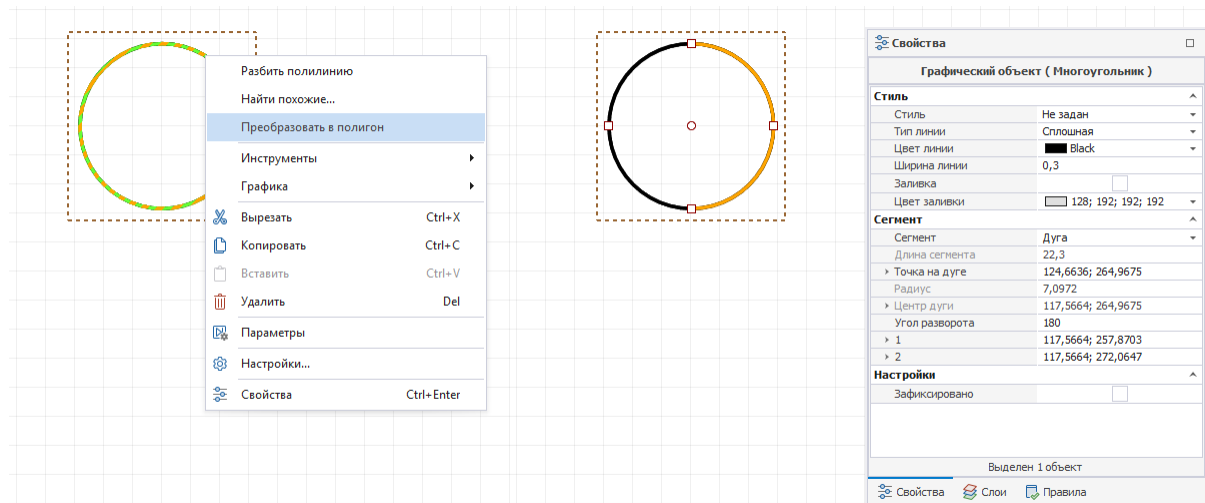 Разбить полилинию
Найти похожие...
Преобразовать в полигон
Инструменты
Графика
Вырезать Ctrl+X
Копировать Ctrl+C
Вставить Ctrl+V
Удалить Del
Параметры
Настройки...
Свойства Ctrl+Enter
Свойства
Графический объект ( Многоугольник )
Стиль
Стиль Не задан
Тип линии Сплошная
Цвет линии Black
Ширина линии 0,3
Заливка
Цвет заливки 128; 192; 192; 192
Сегмент
Сегмент Дуга
Длина сегмента 22,3
Точка на дуге 124,6636; 264,9675
Радиус 7,0972
Центр дуги 117,5664; 264,9675
Угол разворота 180
1 117,5664; 257,8703
2 117,5664; 272,0647
Настройки
Зафиксировано
Выделен 1 объект
Свойства Слои Правила